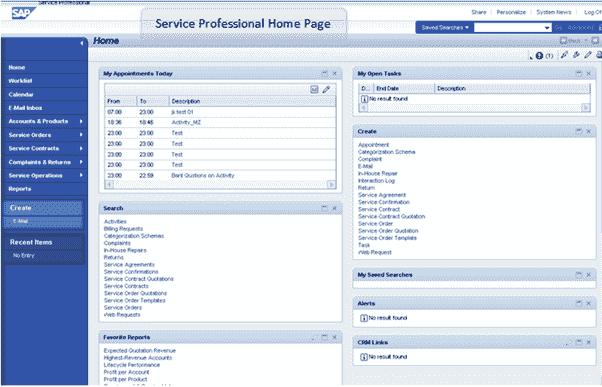 Service Professional
SAP
Service Professional Home Page
Share
Personalize
System News
Log Of
Saved Searches
Go
Advanced
Home
Back
(1)
Home
Worklist
Calendar
E-Mail Inbox
Accounts & Products
Service Orders
Service Contracts
Complaints & Returns
Service Operations
Reports
Create
E-Mail
Recent Items
No Entry
My Appointments Today
From To Description
07:00 23:00 ji test 01
18:36 18:45 Activity_MZ
23:00 23:00 Test
23:00 23:00 Test
23:00 23:00 Test
23:00 23:00 Test
23:00 22:59 Bant Qustions on Activity
Search
Activities
Billing Requests
Categorization Schemas
Complaints
In-House Repairs
Returns
Service Agreements
Service Confirmations
Service Contract Quotations
Service Contracts
Service Order Quotations
Service Order Templates
Service Orders
Web Requests
Favorite Reports
Expected Quotation Revenue
Highest-Revenue Accounts
Lifecycle Performance
Profit per Account
Profit per Product
My Open Tasks
D... End Date Description
No result found
Create
Appointment
Categorization Schema
Complaint
E-Mail
In-House Repair
Interaction Log
Return
Service Agreement
Service Confirmation
Service Contract
Service Contract Quotation
Service Order
Service Order Quotation
Service Order Template
Task
Web Request
My Saved Searches
Alerts
No result found
CRM Links
No result found